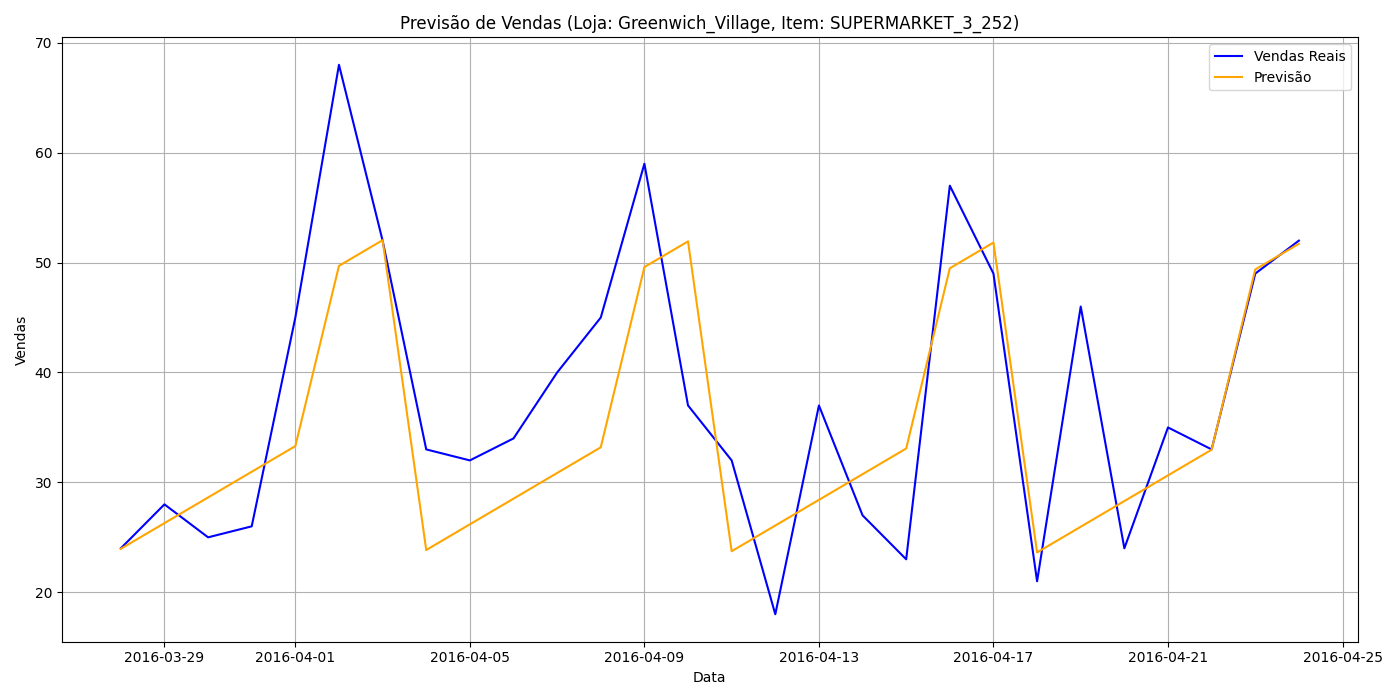 Previsão de Vendas (Loja: Greenwich_Village, Item: SUPERMARKET_3_252)
Vendas Reais
Previsão
Vendas
70
60
50
40
30
20
2016-03-29 2016-04-01 2016-04-05 2016-04-09 2016-04-13 2016-04-17 2016-04-21 2016-04-25
Data